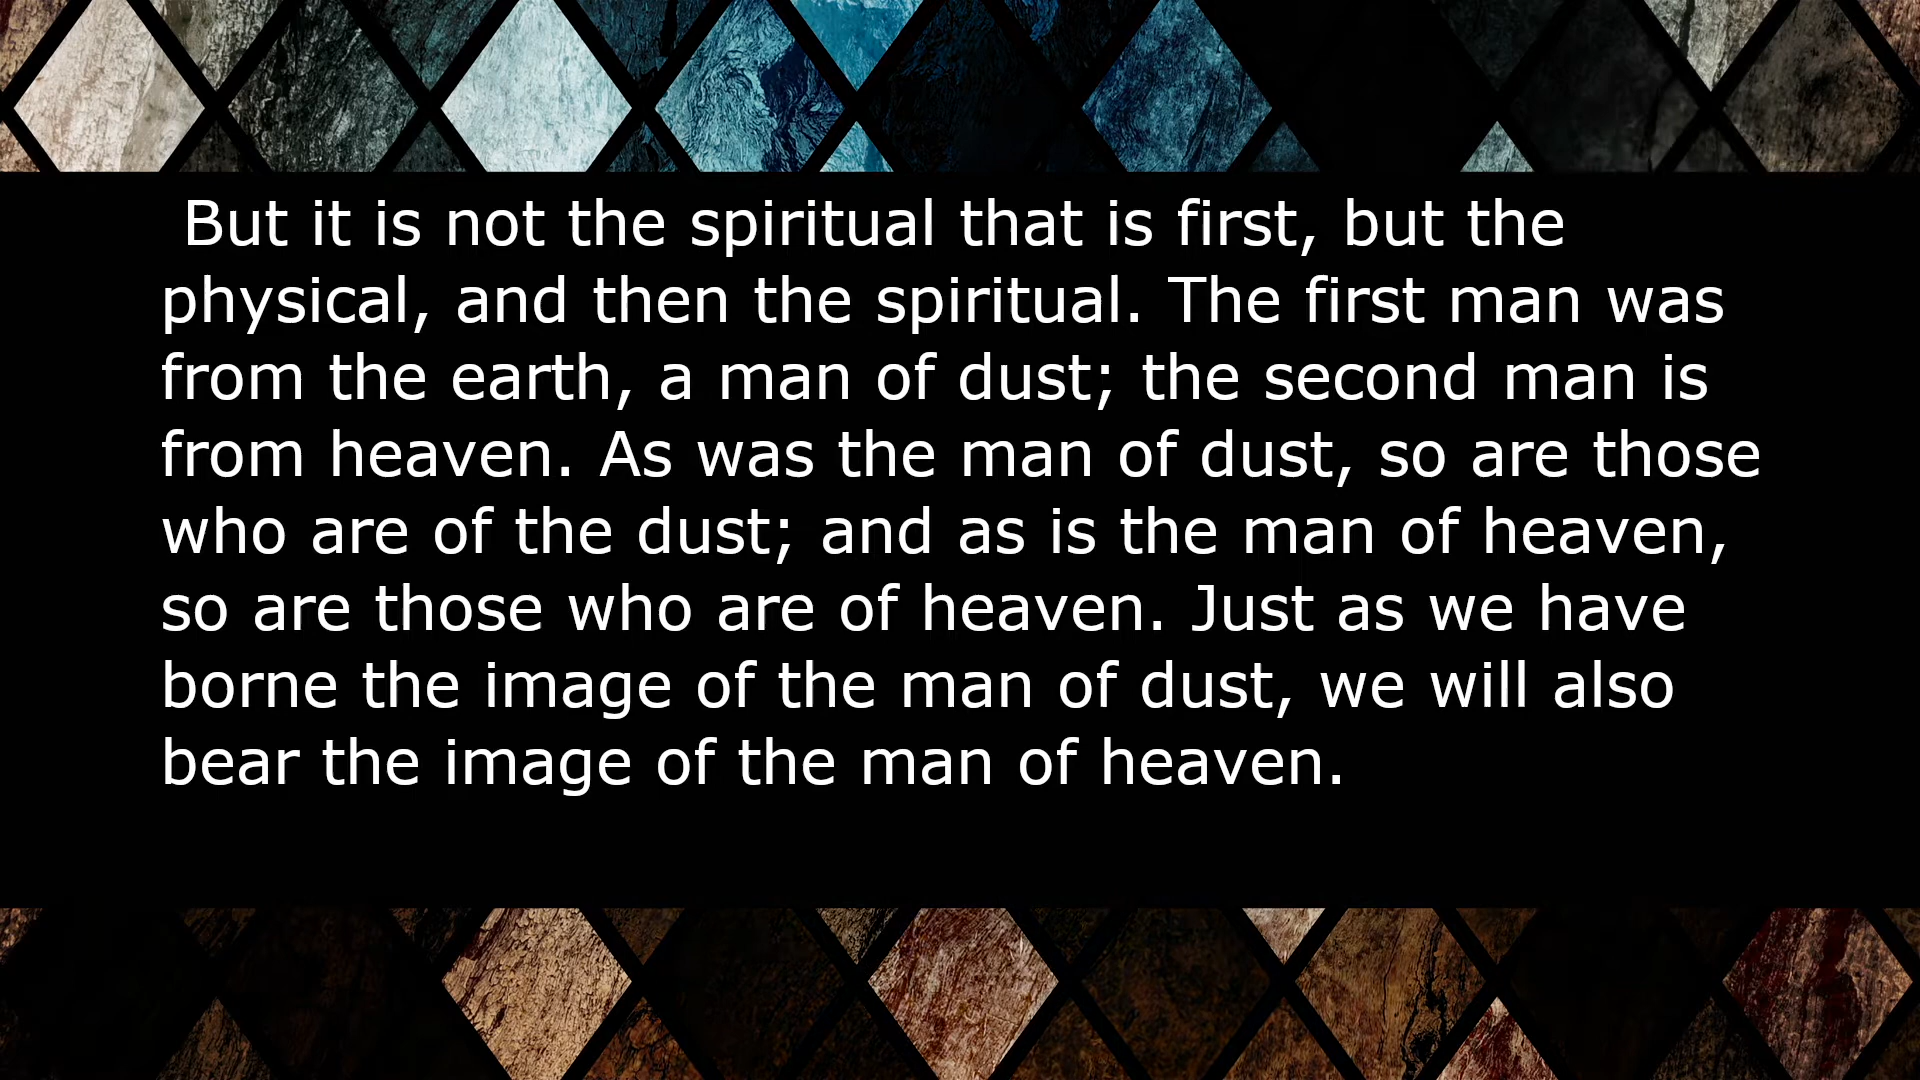 But it is not the spiritual that is first, but the
physical, and then the spiritual. The first man was
from the earth, a man of dust; the second man is
from heaven. As was the man of dust, so are those
who are of the dust; and as is the man of heaven,
so are those who are of heaven. Just as we have
borne the image of the man of dust, we will also
bear the image of the man of heaven.